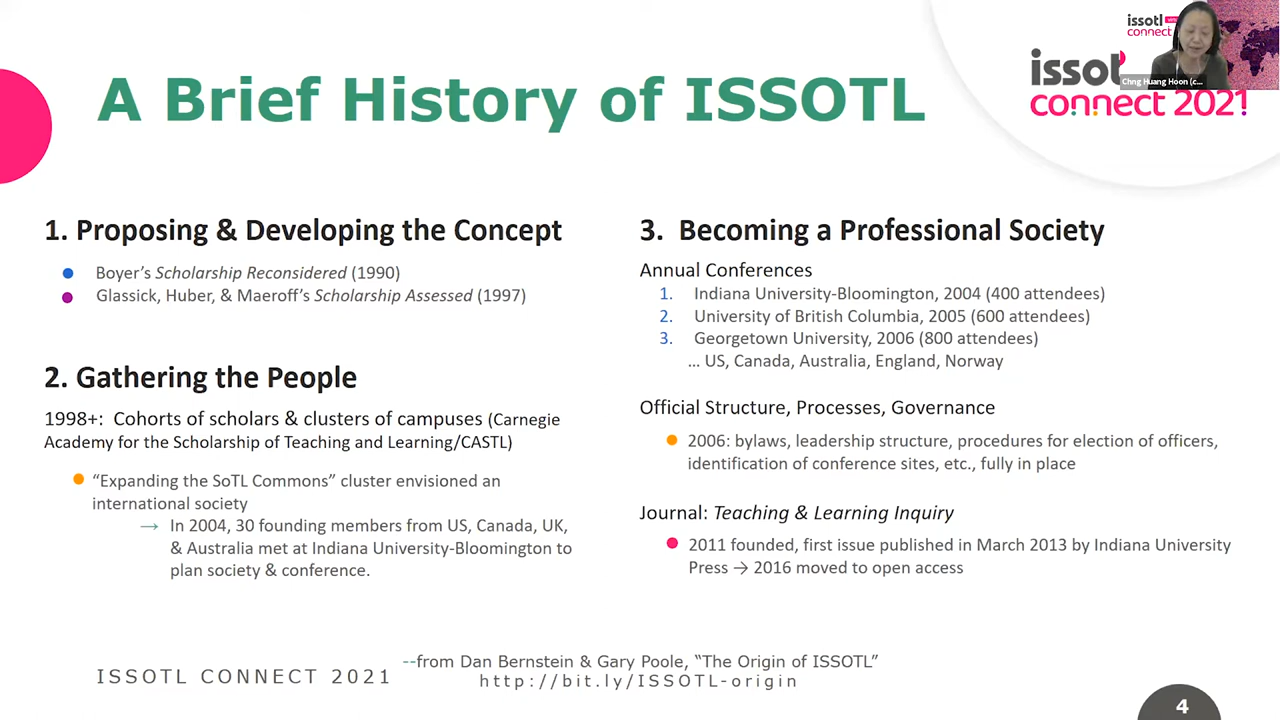 A Brief History of ISSOTL
issotl
connect
issotl
connect 2021
Chng Huang Hoon (c...
1. Proposing & Developing the Concept
Boyer's Scholarship Reconsidered (1990)
Glassick, Huber, & Maeroff's Scholarship Assessed (1997)
2. Gathering the People
1998+: Cohorts of scholars & clusters of campuses (Carnegie
Academy for the Scholarship of Teaching and Learning/CASTL)
“Expanding the SoTL Commons” cluster envisioned an
international society
→ In 2004, 30 founding members from US, Canada, UK,
& Australia met at Indiana University-Bloomington to
plan society & conference.
3. Becoming a Professional Society
Annual Conferences
1. Indiana University-Bloomington, 2004 (400 attendees)
2. University of British Columbia, 2005 (600 attendees)
3. Georgetown University, 2006 (800 attendees)
... US, Canada, Australia, England, Norway
Official Structure, Processes, Governance
2006: bylaws, leadership structure, procedures for election of officers,
identification of conference sites, etc., fully in place
Journal: Teaching & Learning Inquiry
2011 founded, first issue published in March 2013 by Indiana University
Press → 2016 moved to open access
--from Dan Bernstein & Gary Poole, “The Origin of ISSOTL”
http://bit.ly/ISSOTL-origin
ISSOTL CONNECT 2021
4